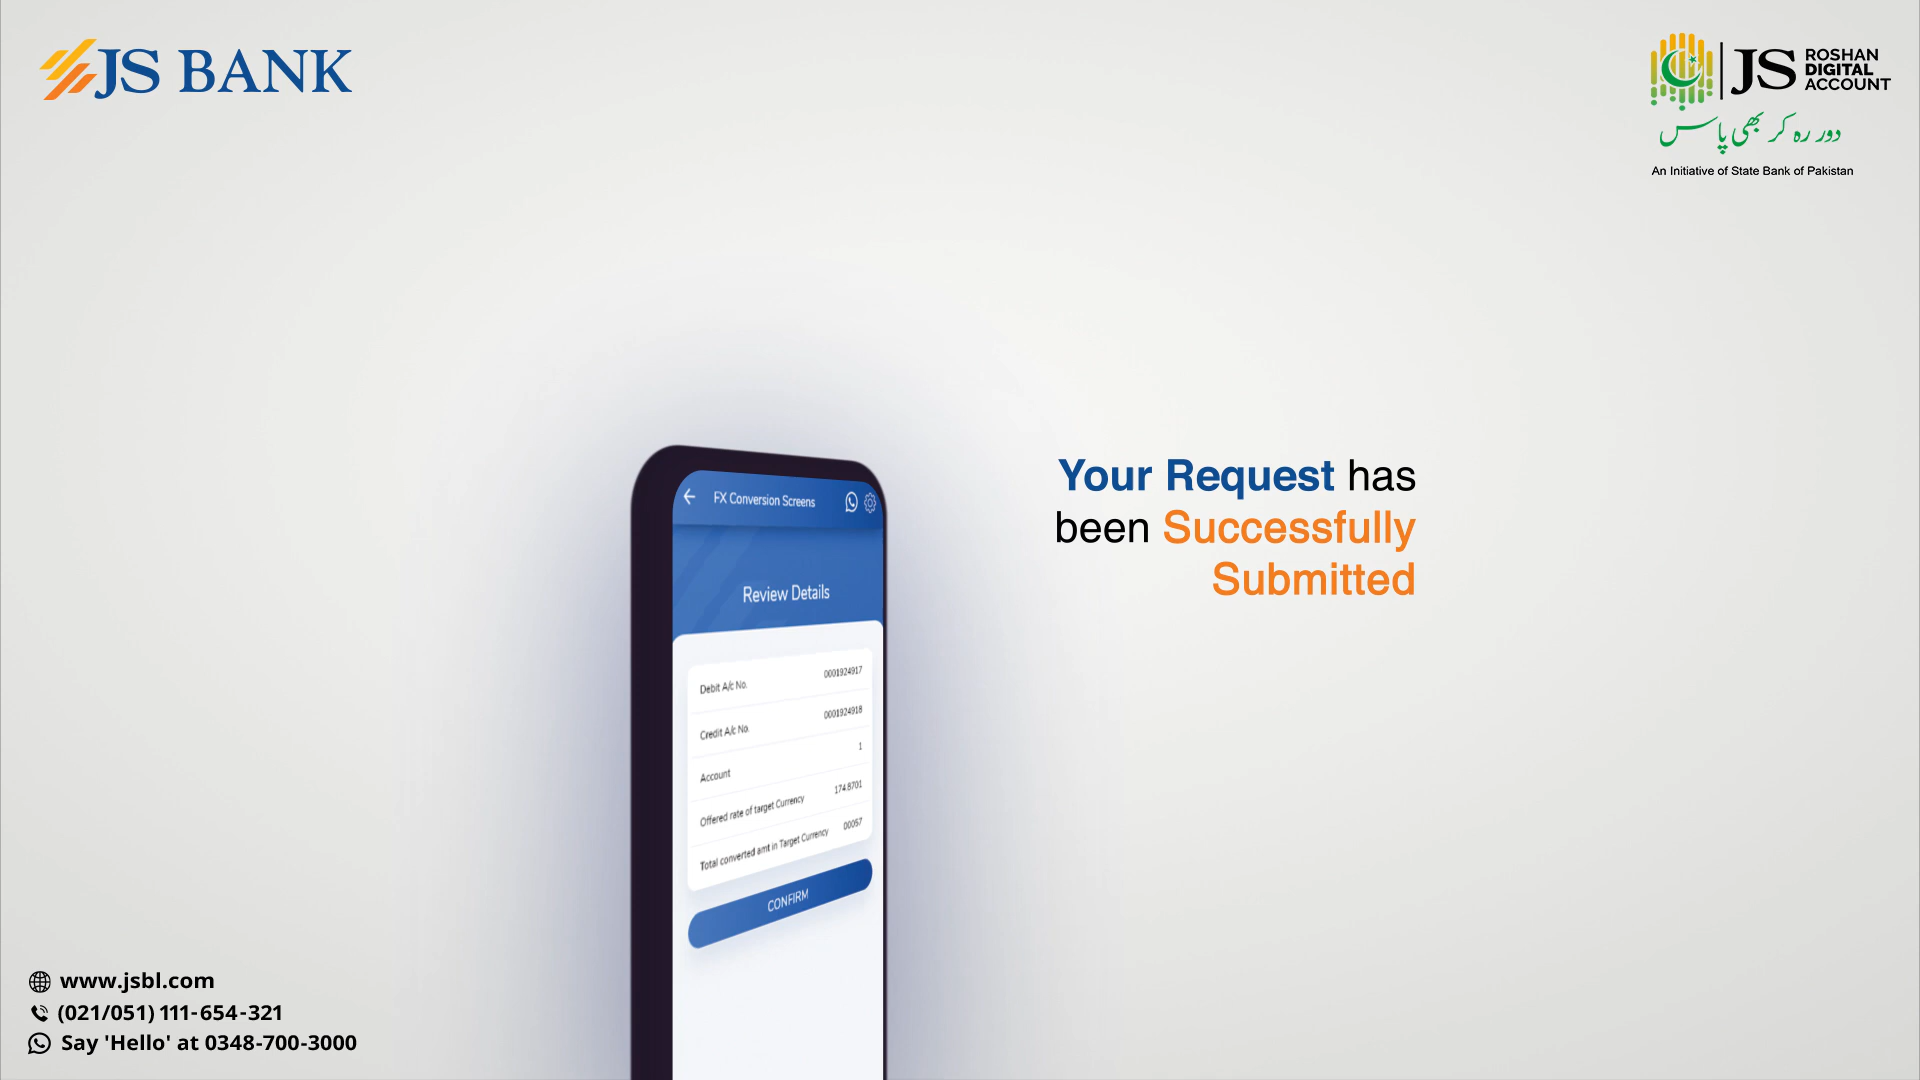 JS BANK
JS ROSHAN
DIGITAL
ACCOUNT
دور رہ کر بھی پاس
An Initiative of State Bank of Pakistan
FX Conversion Screens
Review Details
Debit A/c No. 0001924917
Credit A/c No. 0001924918
Account 1
Offered rate of target Currency 174.8701
Total converted amt in Target Currency 00057
CONFIRM
Your Request has
been Successfully
Submitted
www.jsbl.com
(021/051) 111-654-321
Say 'Hello' at 0348-700-3000